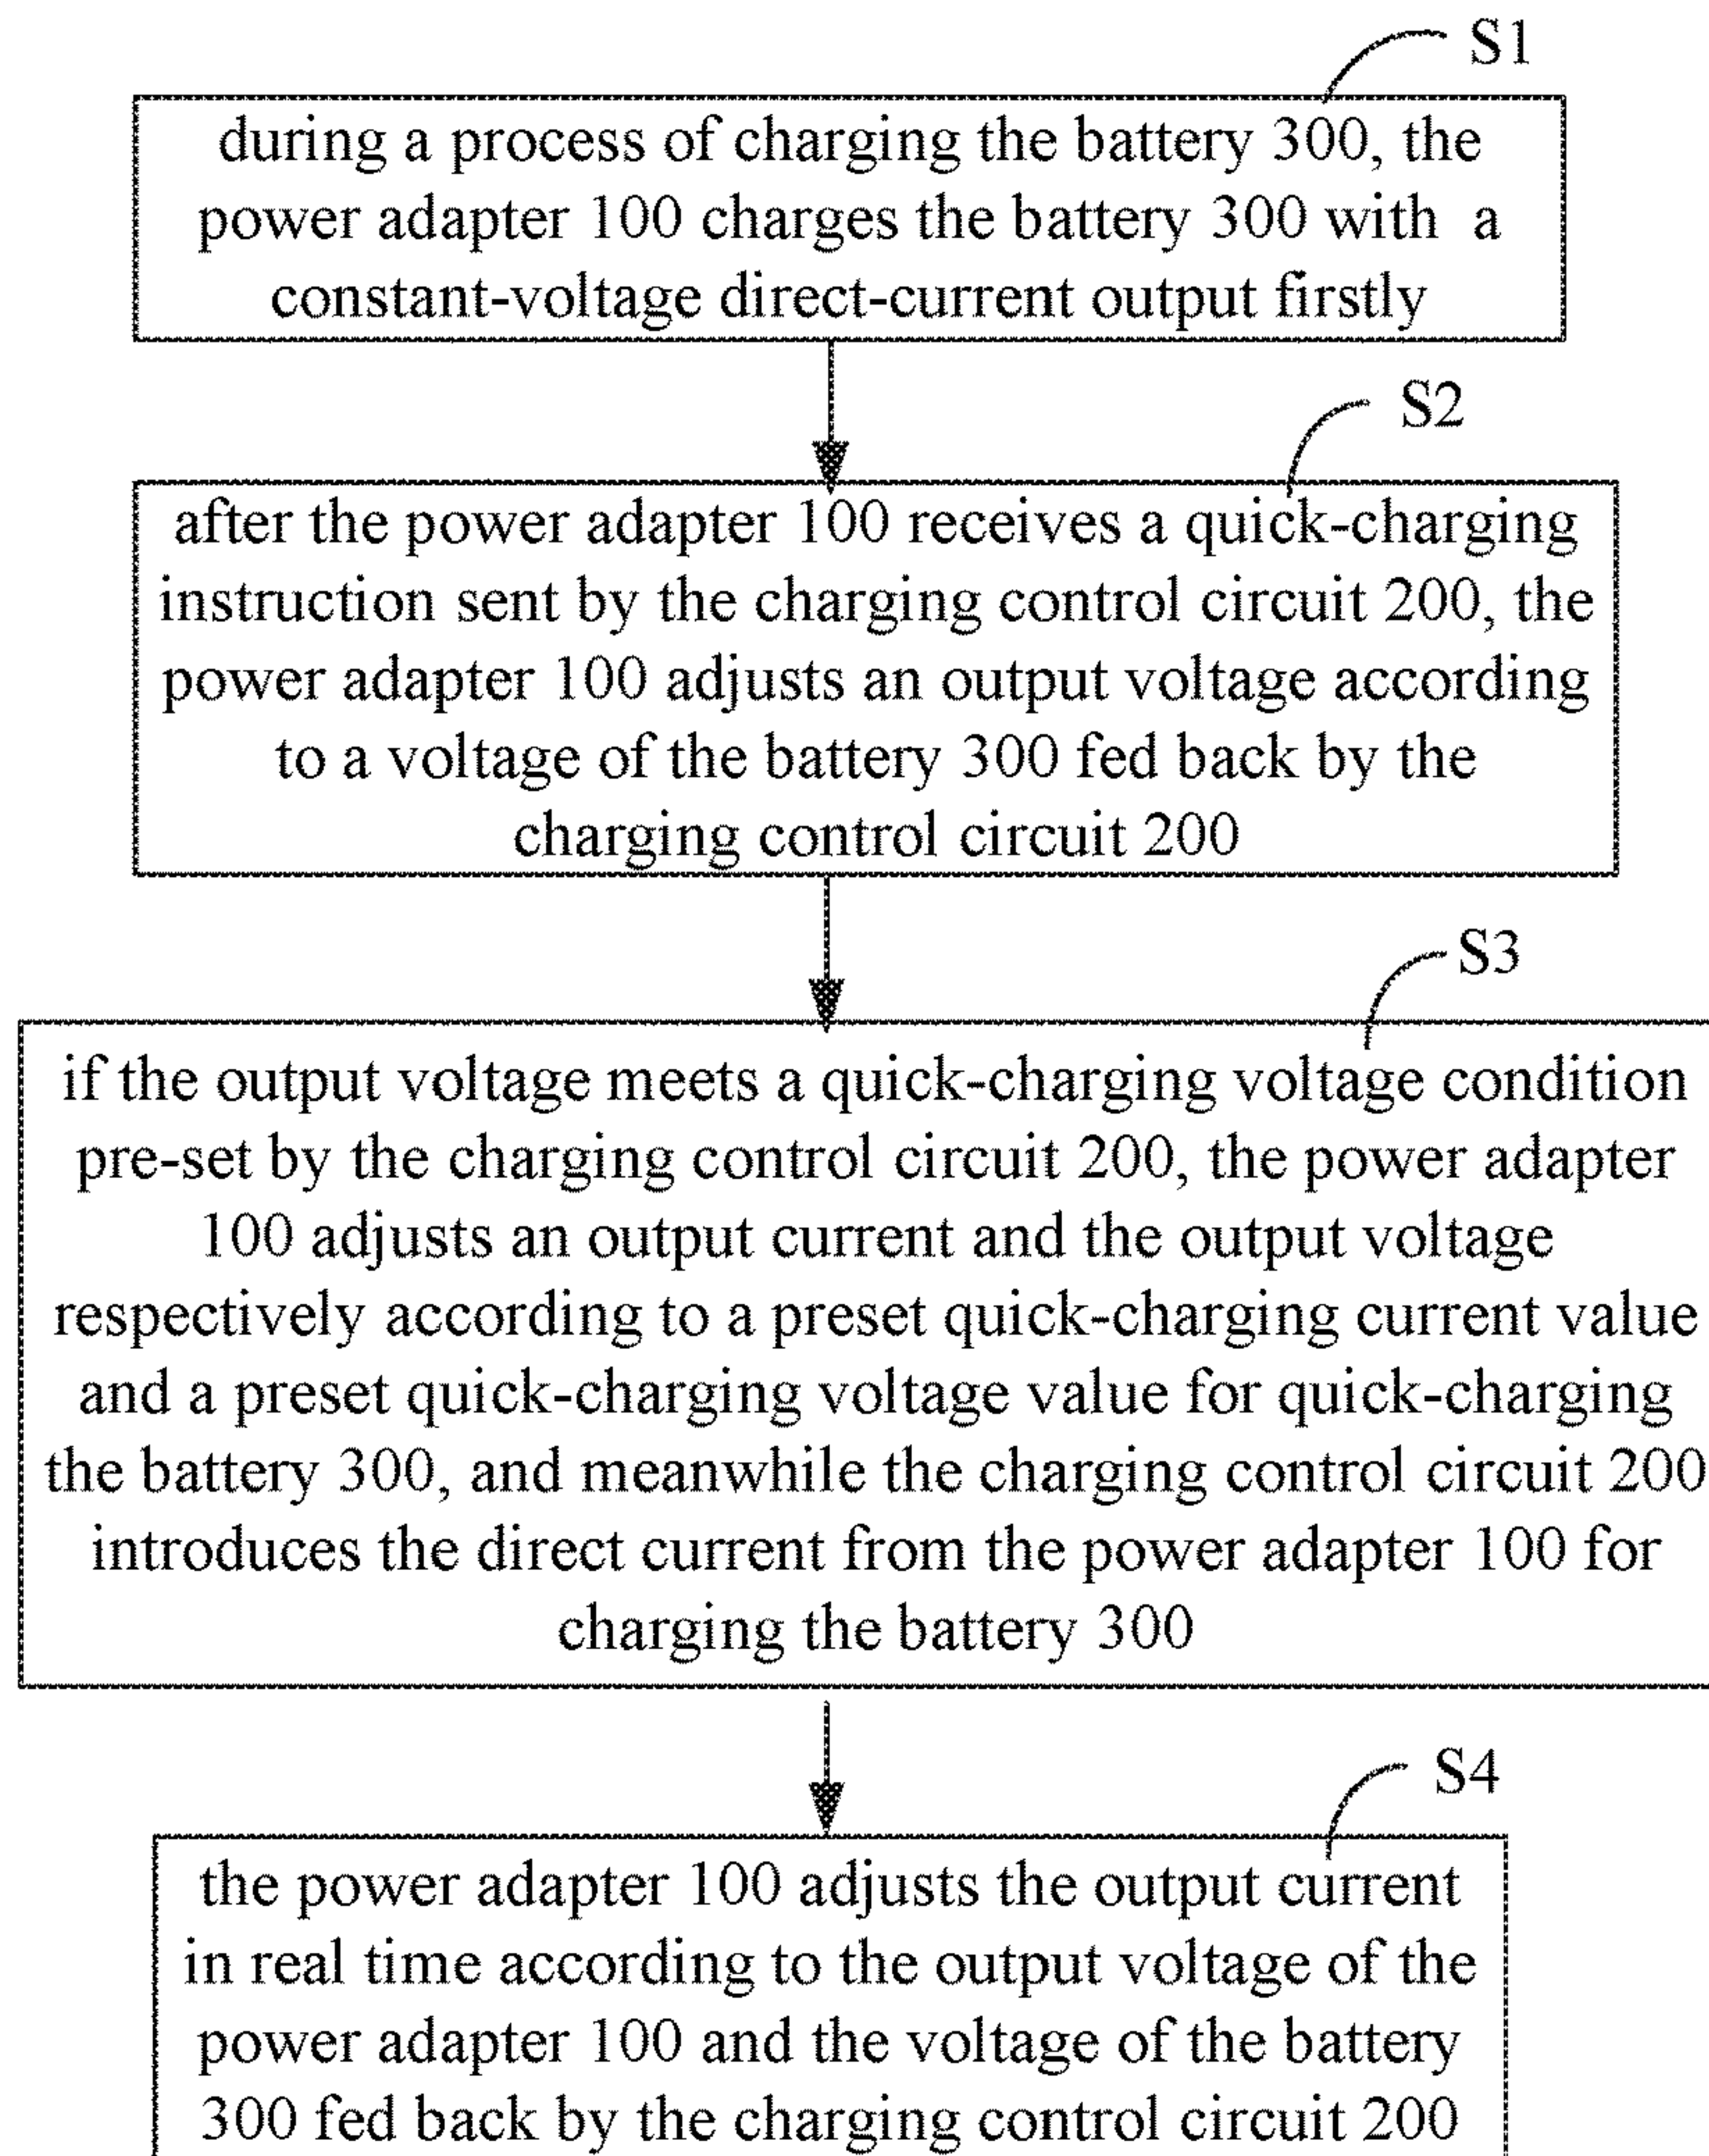 S1
during a process of charging the battery 300, the
power adapter 100 charges the battery 300 with a
constant-voltage direct-current output firstly
S2
after the power adapter 100 receives a quick-charging
instruction sent by the charging control circuit 200, the
power adapter 100 adjusts an output voltage according
to a voltage of the battery 300 fed back by the
charging control circuit 200
S3
if the output voltage meets a quick-charging voltage condition
pre-set by the charging control circuit 200, the power adapter
100 adjusts an output current and the output voltage
respectively according to a preset quick-charging current value
and a preset quick-charging voltage value for quick-charging
the battery 300, and meanwhile the charging control circuit 200
introduces the direct current from the power adapter 100 for
charging the battery 300
S4
the power adapter 100 adjusts the output current
in real time according to the output voltage of the
power adapter 100 and the voltage of the battery
300 fed back by the charging control circuit 200